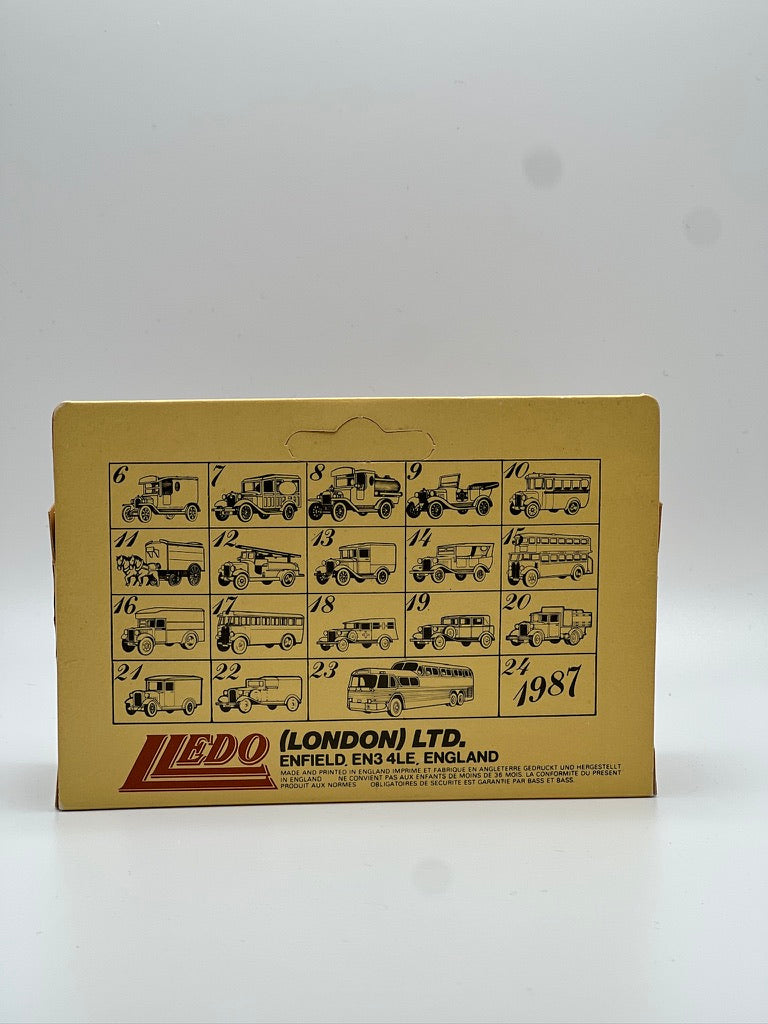 6 7 8 9 10
11 12 13 14 15
16 17 18 19 20
21 22 23 24 1987
LLEDO (LONDON) LTD.
ENFIELD, EN3 4LE, ENGLAND
MADE AND PRINTED IN ENGLAND IMPRIME ET FABRIQUE EN ANGLETERRE GEDRUCKT UND HERGESTELLT
IN ENGLAND NE CONVIENT PAS AUX ENFANTS DE MOINS DE 36 MOIS. LA CONFORMITE DU PRESENT
PRODUIT AUX NORMES OBLIGATOIRES DE SECURITE EST GARANTIE PAR BASS ET BASS.